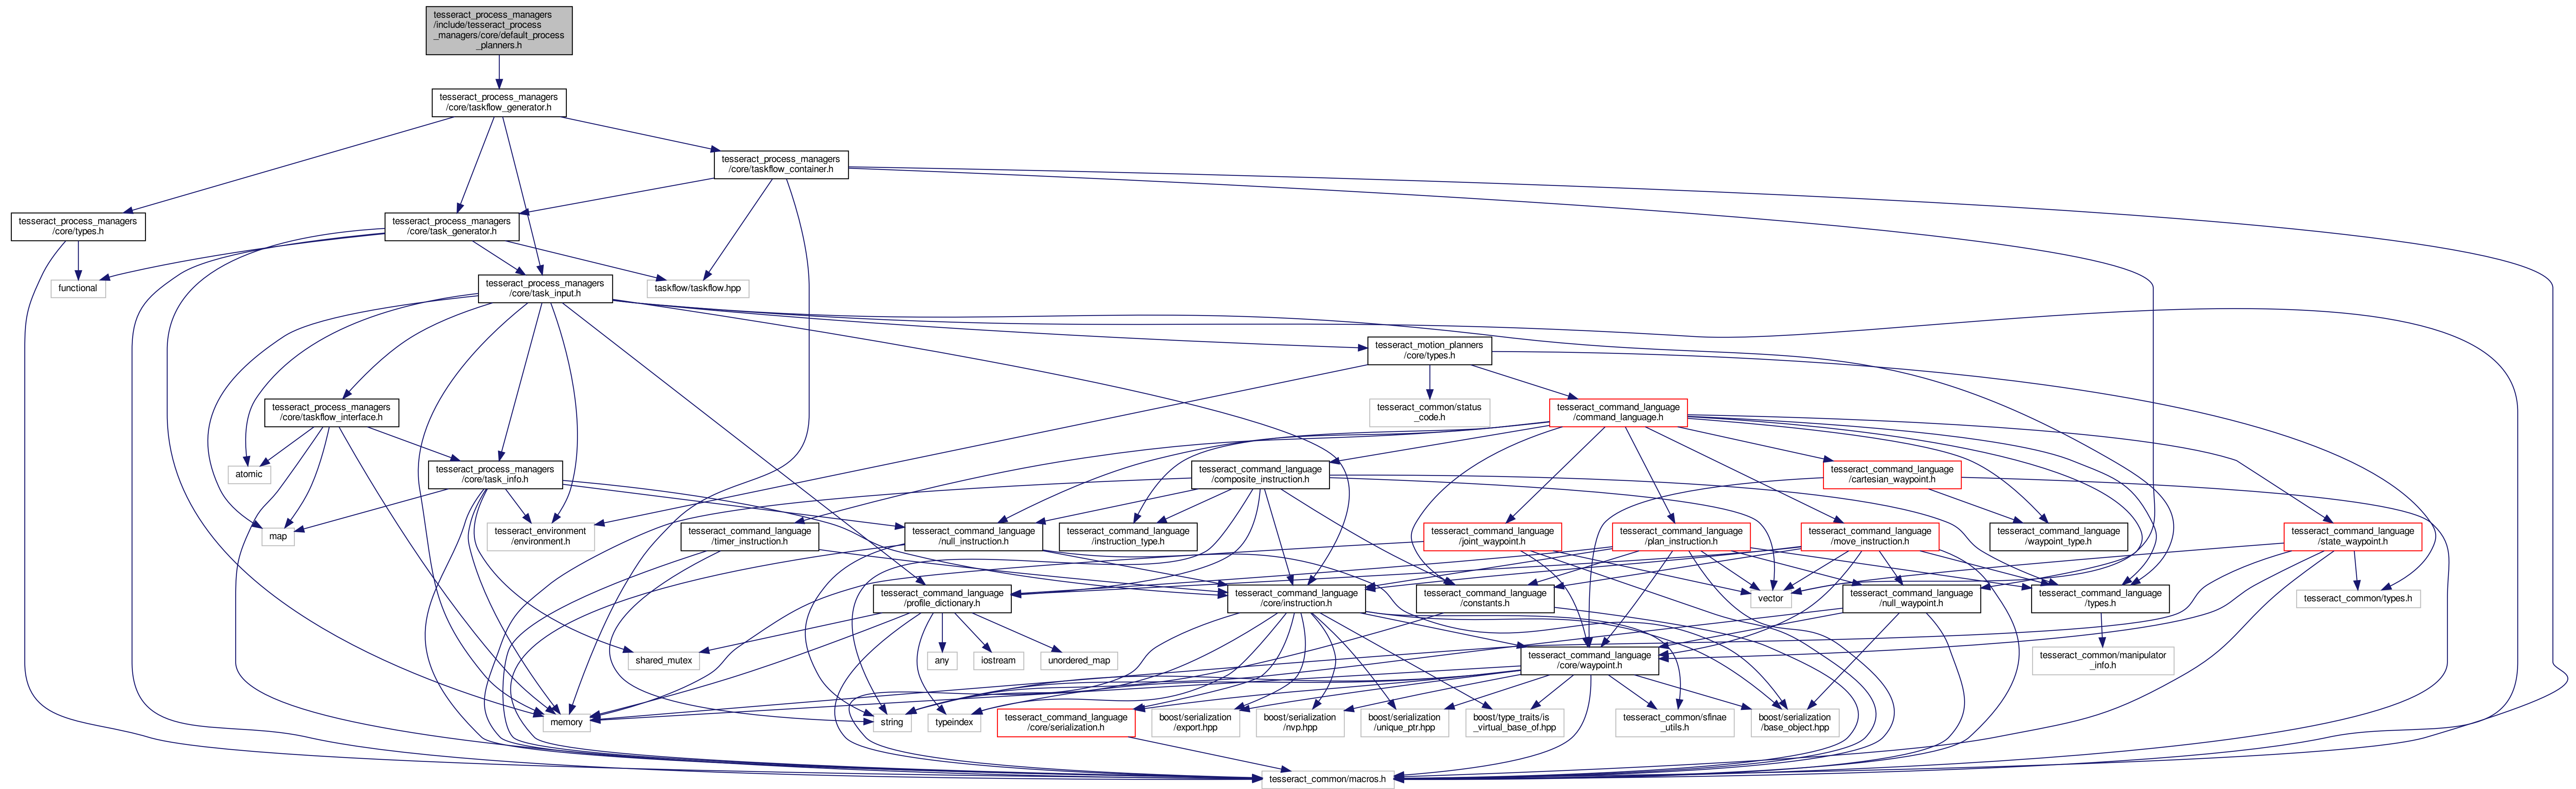 tesseract_process_managers
/include/tesseract_process
_managers/core/default_process
_planners.h
tesseract_process_managers
/core/taskflow_generator.h
tesseract_process_managers
/core/taskflow_container.h
tesseract_process_managers
/core/types.h
tesseract_process_managers
/core/task_generator.h
functional
tesseract_process_managers
/core/task_input.h
taskflow/taskflow.hpp
tesseract_motion_planners
/core/types.h
tesseract_process_managers
/core/taskflow_interface.h
tesseract_common/status
_code.h
tesseract_command_language
/command_language.h
atomic
tesseract_process_managers
/core/task_info.h
tesseract_command_language
/composite_instruction.h
tesseract_command_language
/cartesian_waypoint.h
map
tesseract_environment
/environment.h
tesseract_command_language
/timer_instruction.h
tesseract_command_language
/null_instruction.h
tesseract_command_language
/instruction_type.h
tesseract_command_language
/joint_waypoint.h
tesseract_command_language
/plan_instruction.h
tesseract_command_language
/move_instruction.h
tesseract_command_language
/waypoint_type.h
tesseract_command_language
/state_waypoint.h
tesseract_command_language
/profile_dictionary.h
tesseract_command_language
/core/instruction.h
tesseract_command_language
/constants.h
vector
tesseract_command_language
/null_waypoint.h
tesseract_command_language
/types.h
tesseract_common/types.h
shared_mutex
any
iostream
unordered_map
tesseract_command_language
/core/waypoint.h
tesseract_common/manipulator
_info.h
memory
string
typeindex
tesseract_command_language
/core/serialization.h
boost/serialization
/export.hpp
boost/serialization
/nvp.hpp
boost/serialization
/unique_ptr.hpp
boost/type_traits/is
_virtual_base_of.hpp
tesseract_common/sfinae
_utils.h
boost/serialization
/base_object.hpp
tesseract_common/macros.h